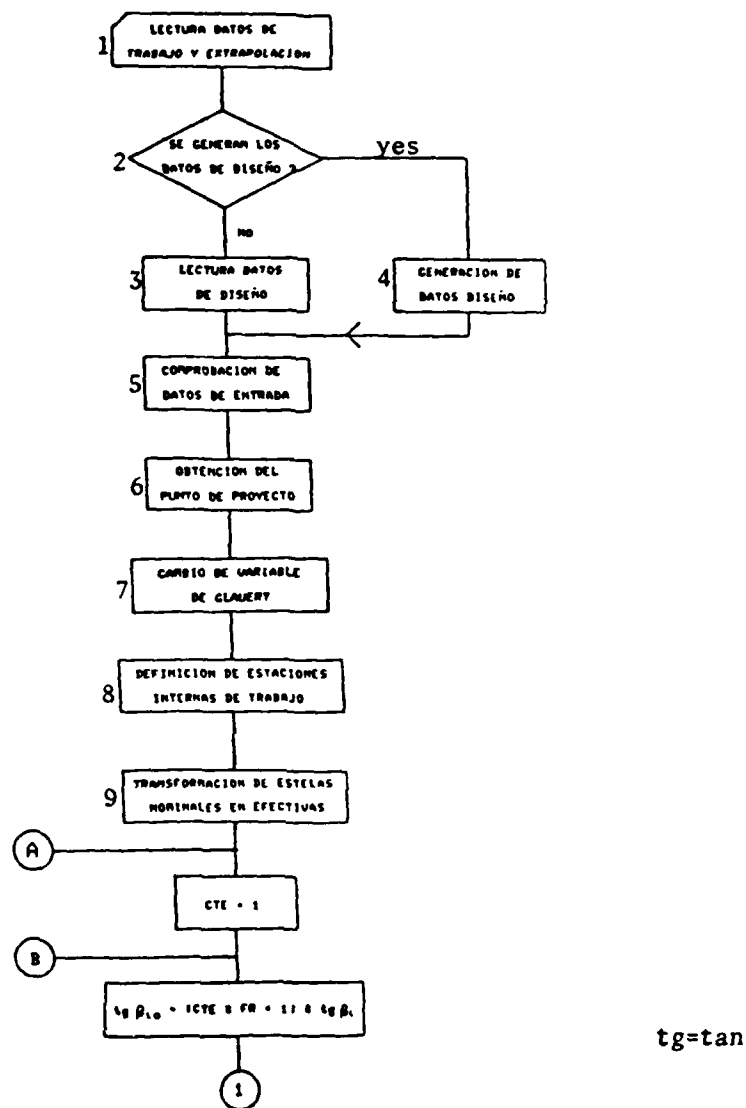 1
LECTURA DATOS DE
TRABAJO Y EXTRAPOLACION
2
SE GENERAN LOS
DATOS DE DISEÑO ?
yes
NO
3
LECTURA DATOS
DE DISEÑO
4
GENERACION DE
DATOS DISEÑO
5
COMPROBACION DE
DATOS DE ENTRADA
6
OBTENCION DEL
PUNTO DE PROYECTO
7
CAMBIO DE VARIABLE
DE GLAUERT
8
DEFINICION DE ESTACIONES
INTERNAS DE TRABAJO
9
TRANSFORMACION DE ESTELAS
NOMINALES EN EFECTIVAS
A
CTE = 1
B
tg β
tg=tan
1